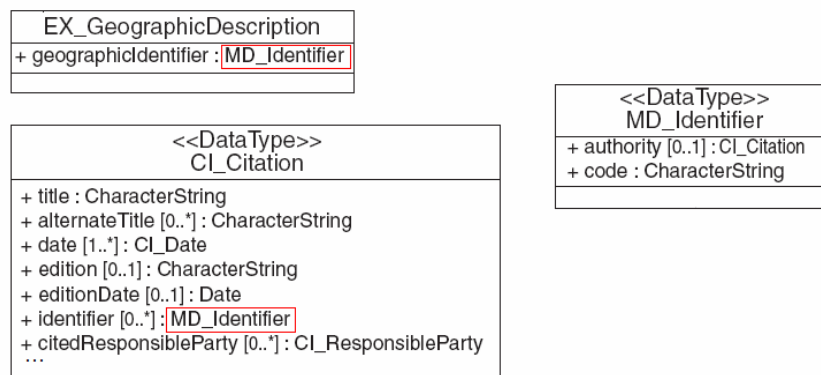 EX_GeographicDescription
+ geographicIdentifier : MD_Identifier
<<DataType>>
CI_Citation
+ title : CharacterString
+ alternateTitle [0..*] : CharacterString
+ date [1..*] : CI_Date
+ edition [0..1] : CharacterString
+ editionDate [0..1] : Date
+ identifier [0..*] : MD_Identifier
+ citedResponsibleParty [0..*] : CI_ResponsibleParty
...
<<DataType>>
MD_Identifier
+ authority [0..1] : CI_Citation
+ code : CharacterString